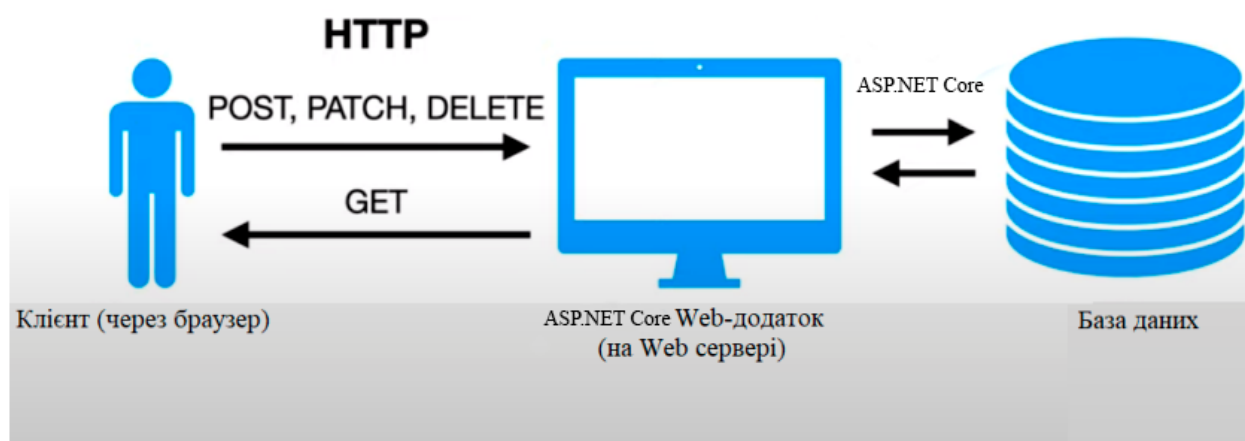 HTTP
POST, PATCH, DELETE
GET
ASP.NET Core
Клієнт (через браузер)
ASP.NET Core Web-додаток
(на Web сервері)
База даних